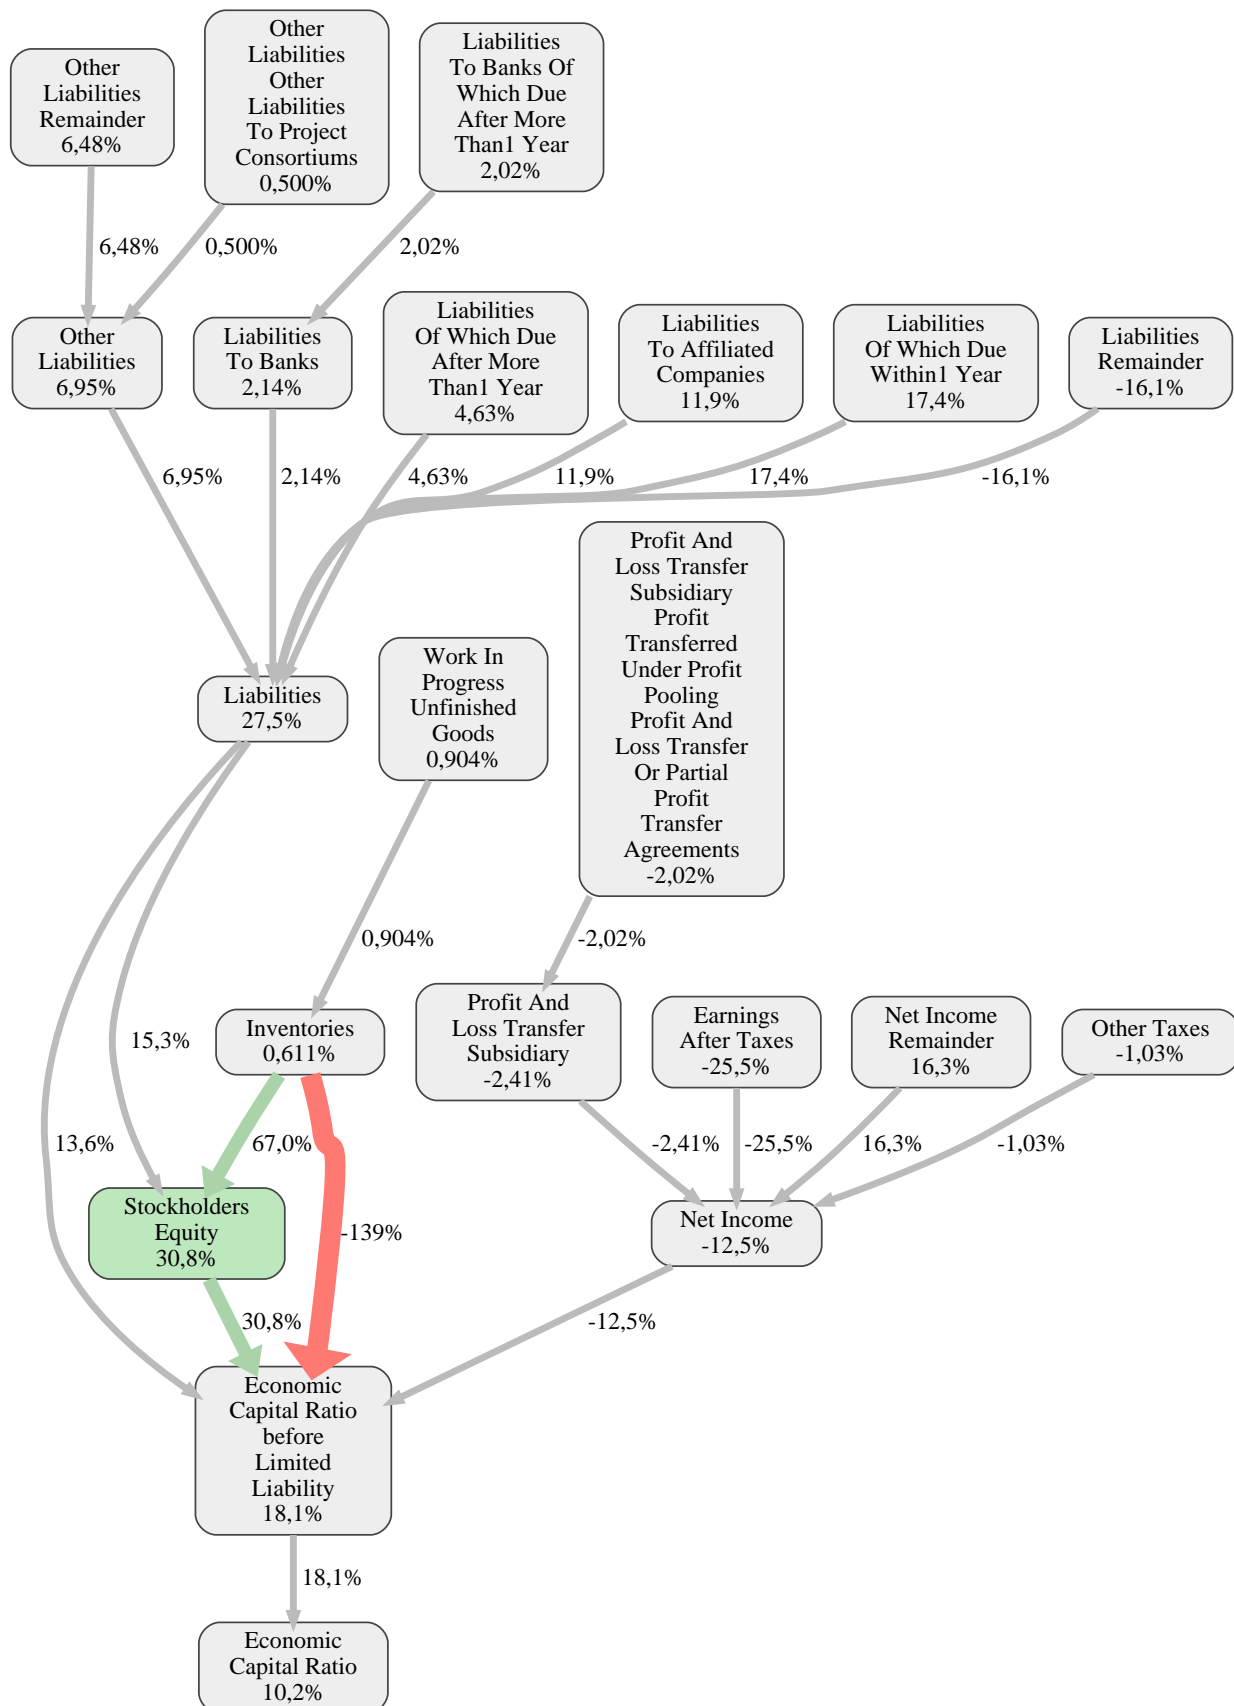 Other
Liabilities
Remainder
6,48%
Other
Liabilities
Other
Liabilities
To Project
Consortiums
0,500%
Liabilities
To Banks Of
Which Due
After More
Than1 Year
2,02%
6,48%
0,500%
2,02%
Other
Liabilities
6,95%
Liabilities
To Banks
2,14%
Liabilities
Of Which Due
After More
Than1 Year
4,63%
Liabilities
To Affiliated
Companies
11,9%
Liabilities
Of Which Due
Within1 Year
17,4%
Liabilities
Remainder
-16,1%
6,95%
2,14%
4,63%
11,9%
17,4%
-16,1%
Profit And
Loss Transfer
Subsidiary
Profit
Transferred
Under Profit
Pooling
Profit And
Loss Transfer
Or Partial
Profit
Transfer
Agreements
-2,02%
Work In
Progress
Unfinished
Goods
0,904%
Liabilities
27,5%
0,904%
-2,02%
15,3%
Inventories
0,611%
Profit And
Loss Transfer
Subsidiary
-2,41%
Earnings
After Taxes
-25,5%
Net Income
Remainder
16,3%
Other Taxes
-1,03%
13,6%
67,0%
-2,41%
-25,5%
16,3%
-1,03%
Stockholders
Equity
30,8%
-139%
Net Income
-12,5%
30,8%
-12,5%
Economic
Capital Ratio
before
Limited
Liability
18,1%
18,1%
Economic
Capital Ratio
10,2%